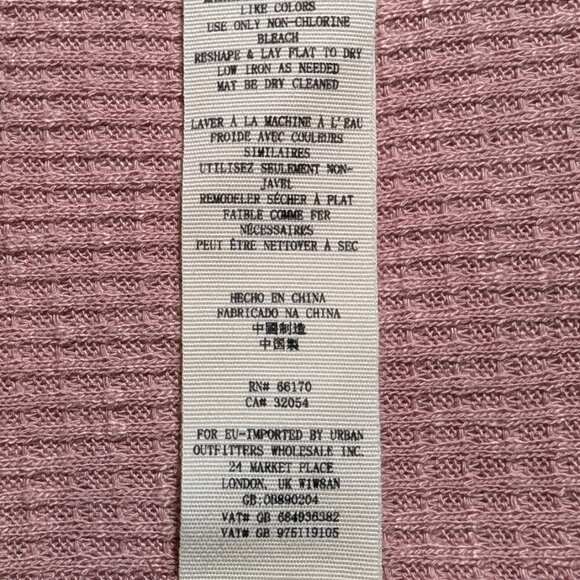 LIKE COLORS
USE ONLY NON-CHLORINE
BLEACH
RESHAPE & LAY FLAT TO DRY
LOW IRON AS NEEDED
MAY BE DRY CLEANED
LAVER À LA MACHINE À L'EAU
FROIDE AVEC COULEURS
SIMILAIRES
UTILISEZ SEULEMENT NON-
JAVEL
REMODELER SÉCHER À PLAT
FAIBLE COMME FER
NÉCESSAIRES
PEUT ÊTRE NETTOYER À SEC
HECHO EN CHINA
FABRICADO NA CHINA
中國制造
中国製
RN# 66170
CA# 32054
FOR EU-IMPORTED BY URBAN
OUTFITTERS WHOLESALE INC.
24 MARKET PLACE
LONDON, UK W1W8AN
GB:OB890204
VAT# GB 684936382
VAT# GB 975119105